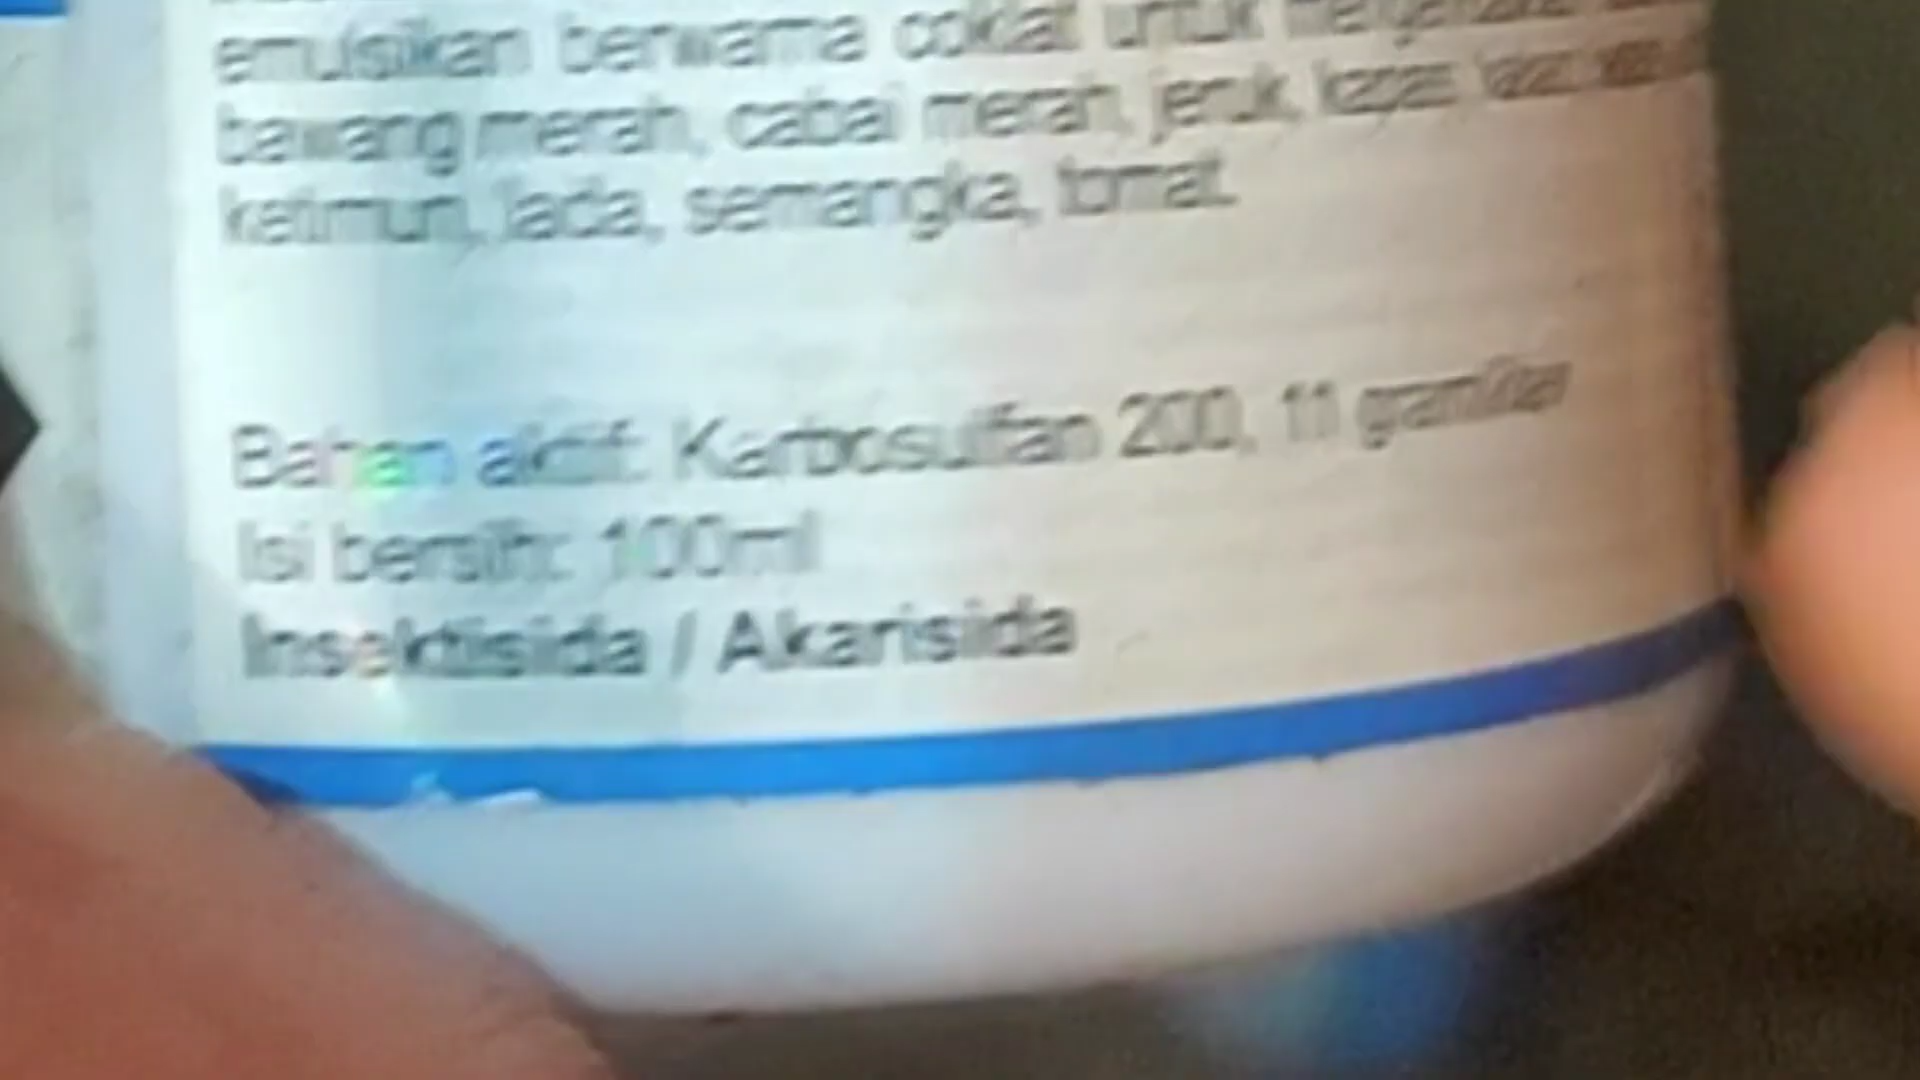 emulsikan berwarna coklat untuk
bawang merah, cabai merah, jeruk, kapas
ketimun, lada, semangka, tomat.
Bahan aktif: Karbosulfan 200, 11 gram/liter
Isi bersih: 100ml
Insektisida / Akarisida